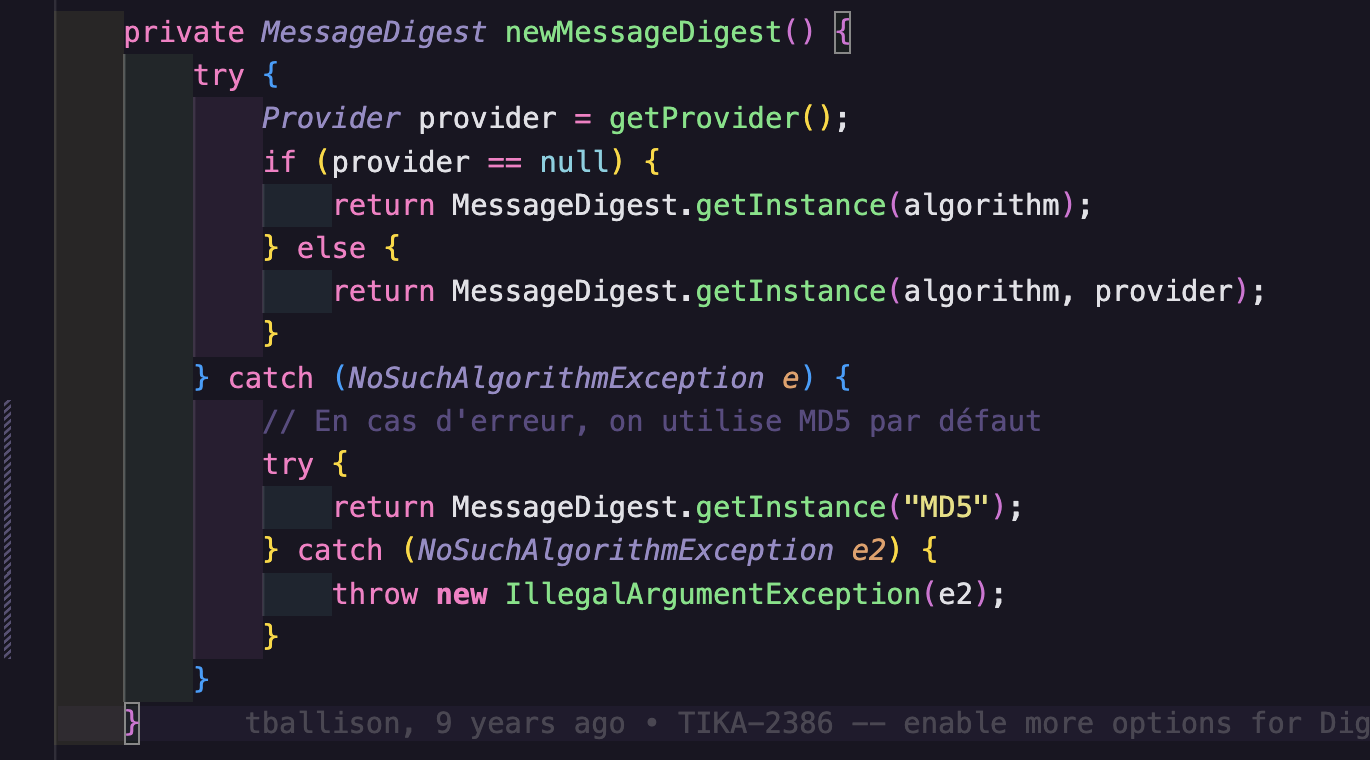 private MessageDigest newMessageDigest() {
try {
Provider provider = getProvider();
if (provider == null) {
return MessageDigest.getInstance(algorithm);
} else {
return MessageDigest.getInstance(algorithm, provider);
}
} catch (NoSuchAlgorithmException e) {
// En cas d'erreur, on utilise MD5 par défaut
try {
return MessageDigest.getInstance("MD5");
} catch (NoSuchAlgorithmException e2) {
throw new IllegalArgumentException(e2);
}
}
} tballison, 9 years ago • TIKA-2386 -- enable more options for Dig